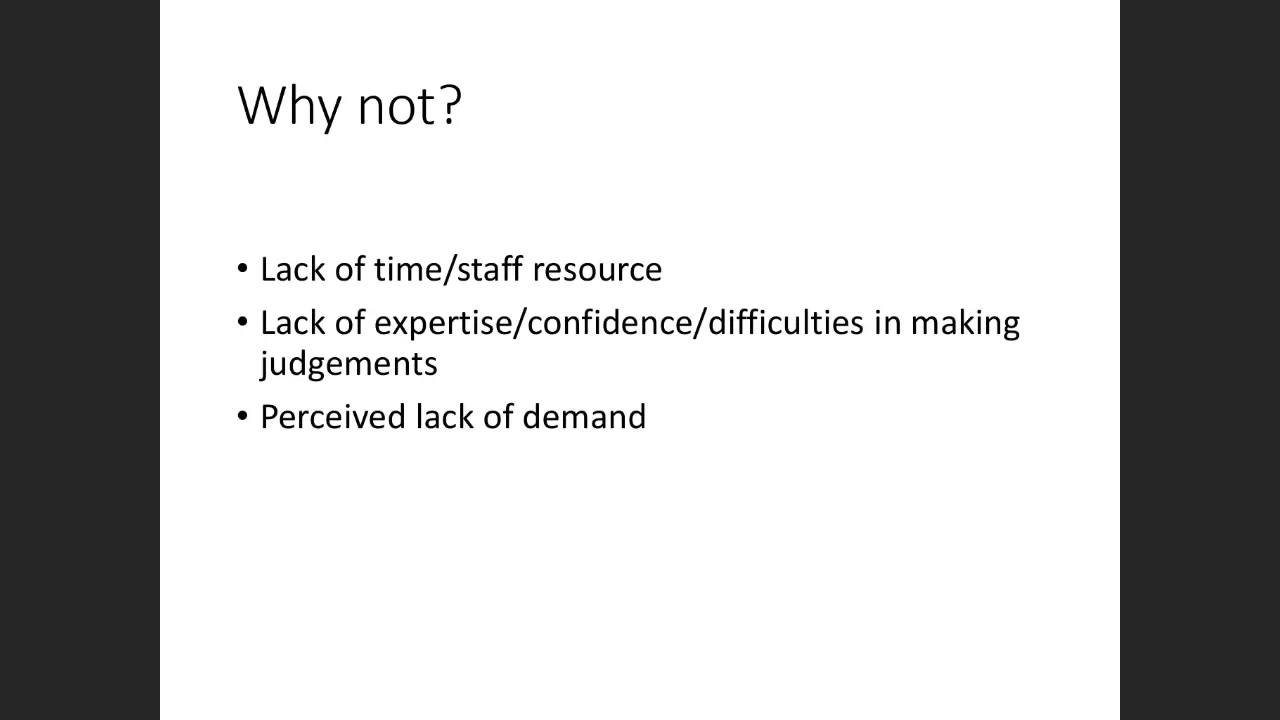 Why not?
• Lack of time/staff resource
• Lack of expertise/confidence/difficulties in making
judgements
• Perceived lack of demand